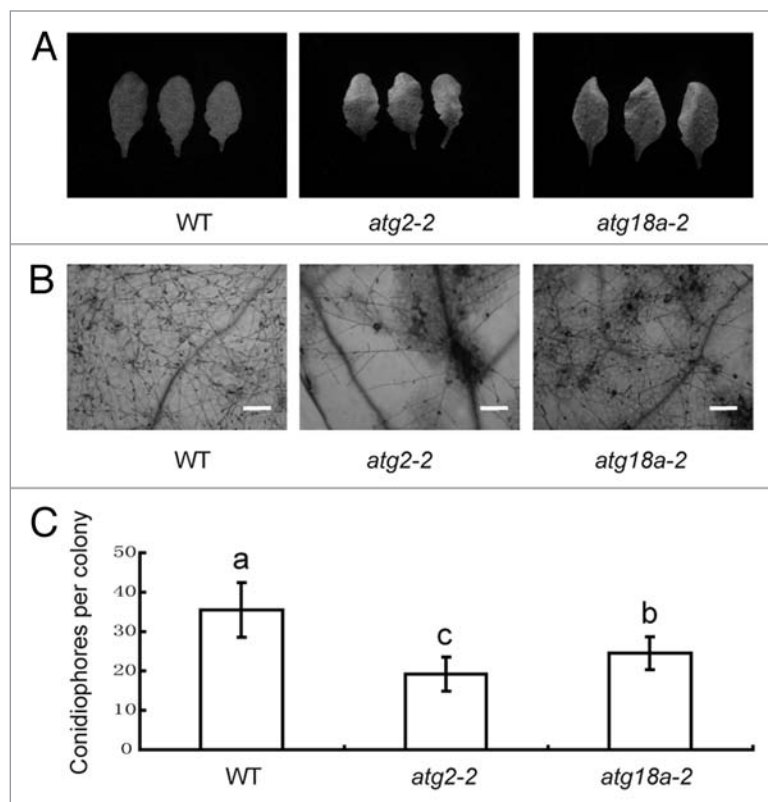 A
WT atg2-2 atg18a-2
B
WT atg2-2 atg18a-2
C
Conidiophores per colony
50
40
30
20
10
0
a
c
b
WT atg2-2 atg18a-2